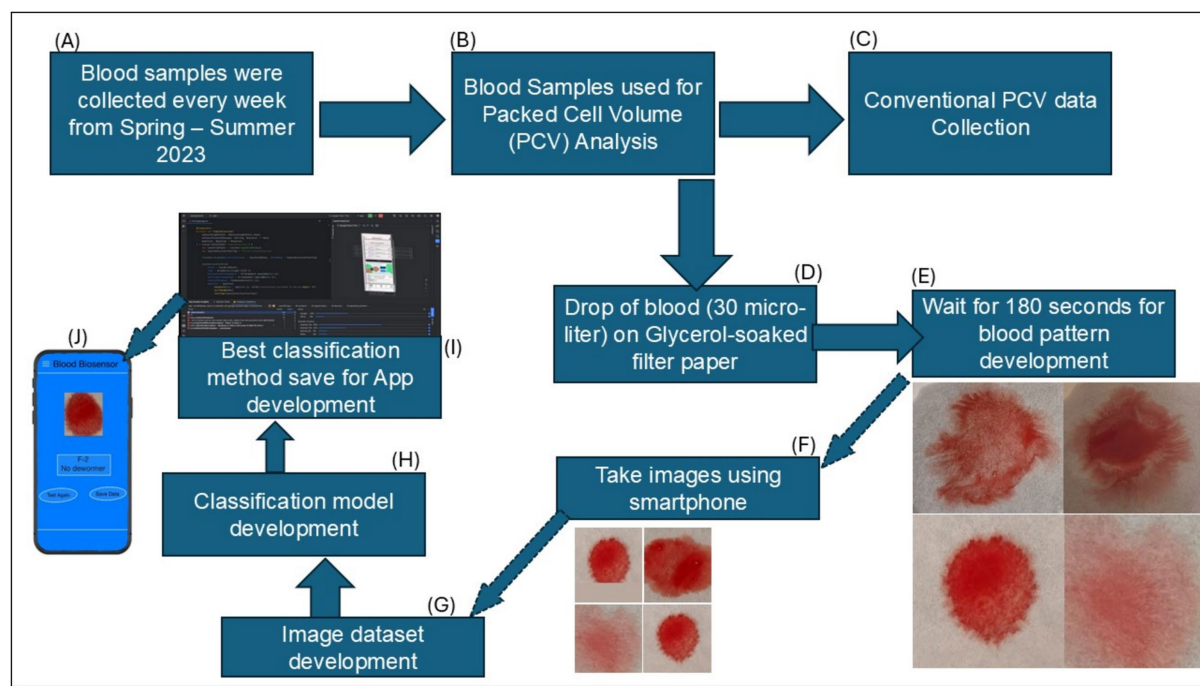 (A)
Blood samples were
collected every week
from Spring – Summer
2023
(B)
Blood Samples used for
Packed Cell Volume
(PCV) Analysis
(C)
Conventional PCV data
Collection
(D)
Drop of blood (30 micro-
liter) on Glycerol-soaked
filter paper
(E)
Wait for 180 seconds for
blood pattern
development
(F)
Take images using
smartphone
(G)
Image dataset
development
(H)
Classification model
development
(I)
Best classification
method save for App
development
(J)
Blood Biosensor
F-2
No dewormer
Test Again
Save Data